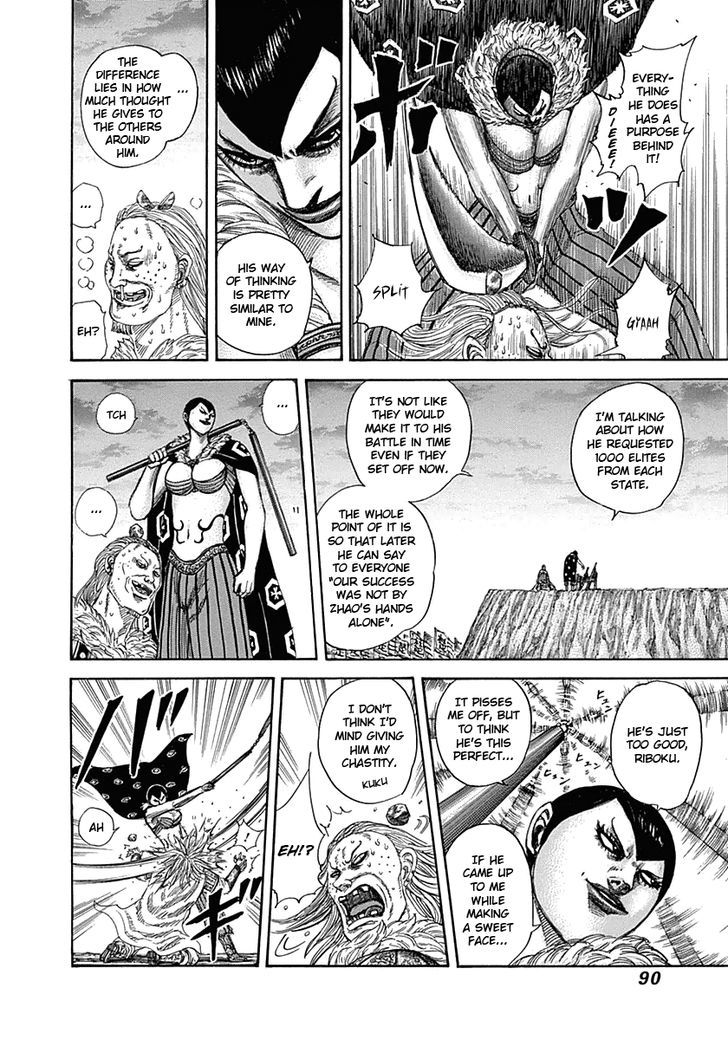 EVERY-
THING
HE DOES
HAS A
PURPOSE
BEHIND
IT!
DIEEE!
SPLIT
GYAAH
ドドッ
HIS WAY
OF THINKING
IS PRETTY
SIMILAR TO
MINE.
THE
DIFFERENCE
LIES IN HOW
MUCH THOUGHT
HE GIVES
TO THE
OTHERS
AROUND
HIM.
...
...
EH?
I'M TALKING
ABOUT HOW
HE REQUESTED
1000 ELITES
FROM EACH
STATE.
IT'S NOT LIKE
THEY WOULD
MAKE IT TO HIS
BATTLE IN TIME
EVEN IF THEY
SET OFF NOW.
THE WHOLE
POINT OF IT
IS SO THAT LATER
HE CAN SAY
TO EVERYONE
"OUR SUCCESS
WAS NOT BY
ZHAO'S HANDS
ALONE".
...
TCH
...
HE'S JUST
TOO GOOD,
RIBOKU.
IT PISSES
ME OFF, BUT
TO THINK
HE'S THIS
PERFECT...
IF HE
CAME UP
TO ME
WHILE
MAKING
A SWEET
FACE...
I DON'T
THINK I'D
MIND GIVING
HIM MY
CHASTITY.
KUKU
EH!?
AH
90